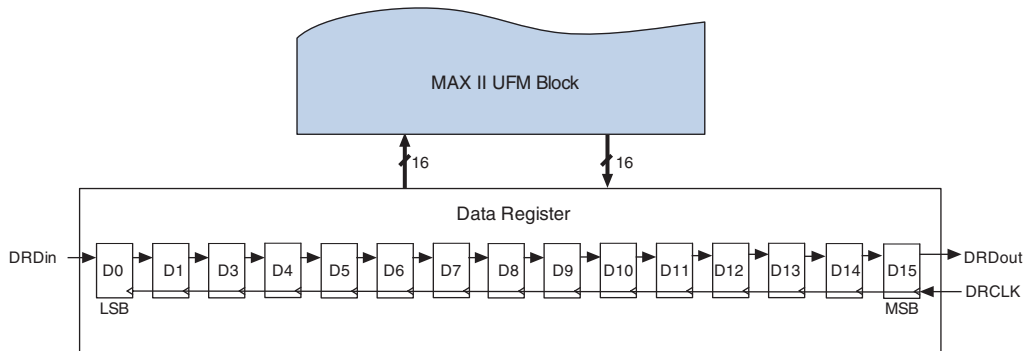 MAX II UFM Block
16 16
Data Register
DRDin D0 D1 D3 D4 D5 D6 D7 D8 D9 D10 D11 D12 D13 D14 D15 DRDout
DRCLK
LSB MSB